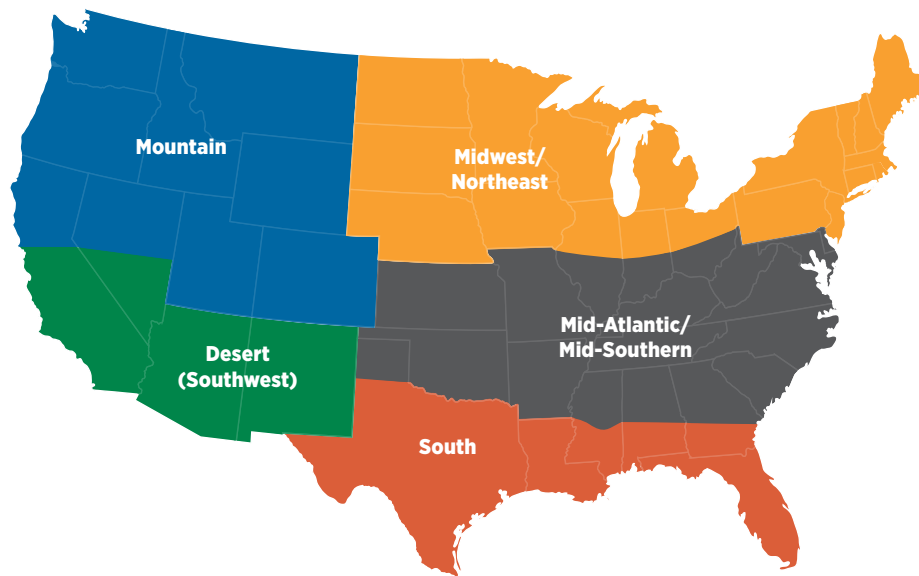 Mountain
Midwest/
Northeast
Mid-Atlantic/
Mid-Southern
Desert
(Southwest)
South